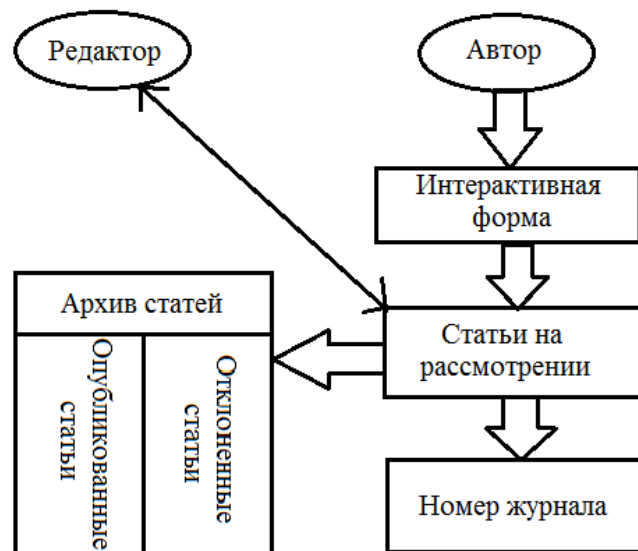 Редактор
Автор
Интерактивная
форма
Архив статей
Статьи на
рассмотрении
Опубликованные
статьи
Отклоненные
статьи
Номер журнала